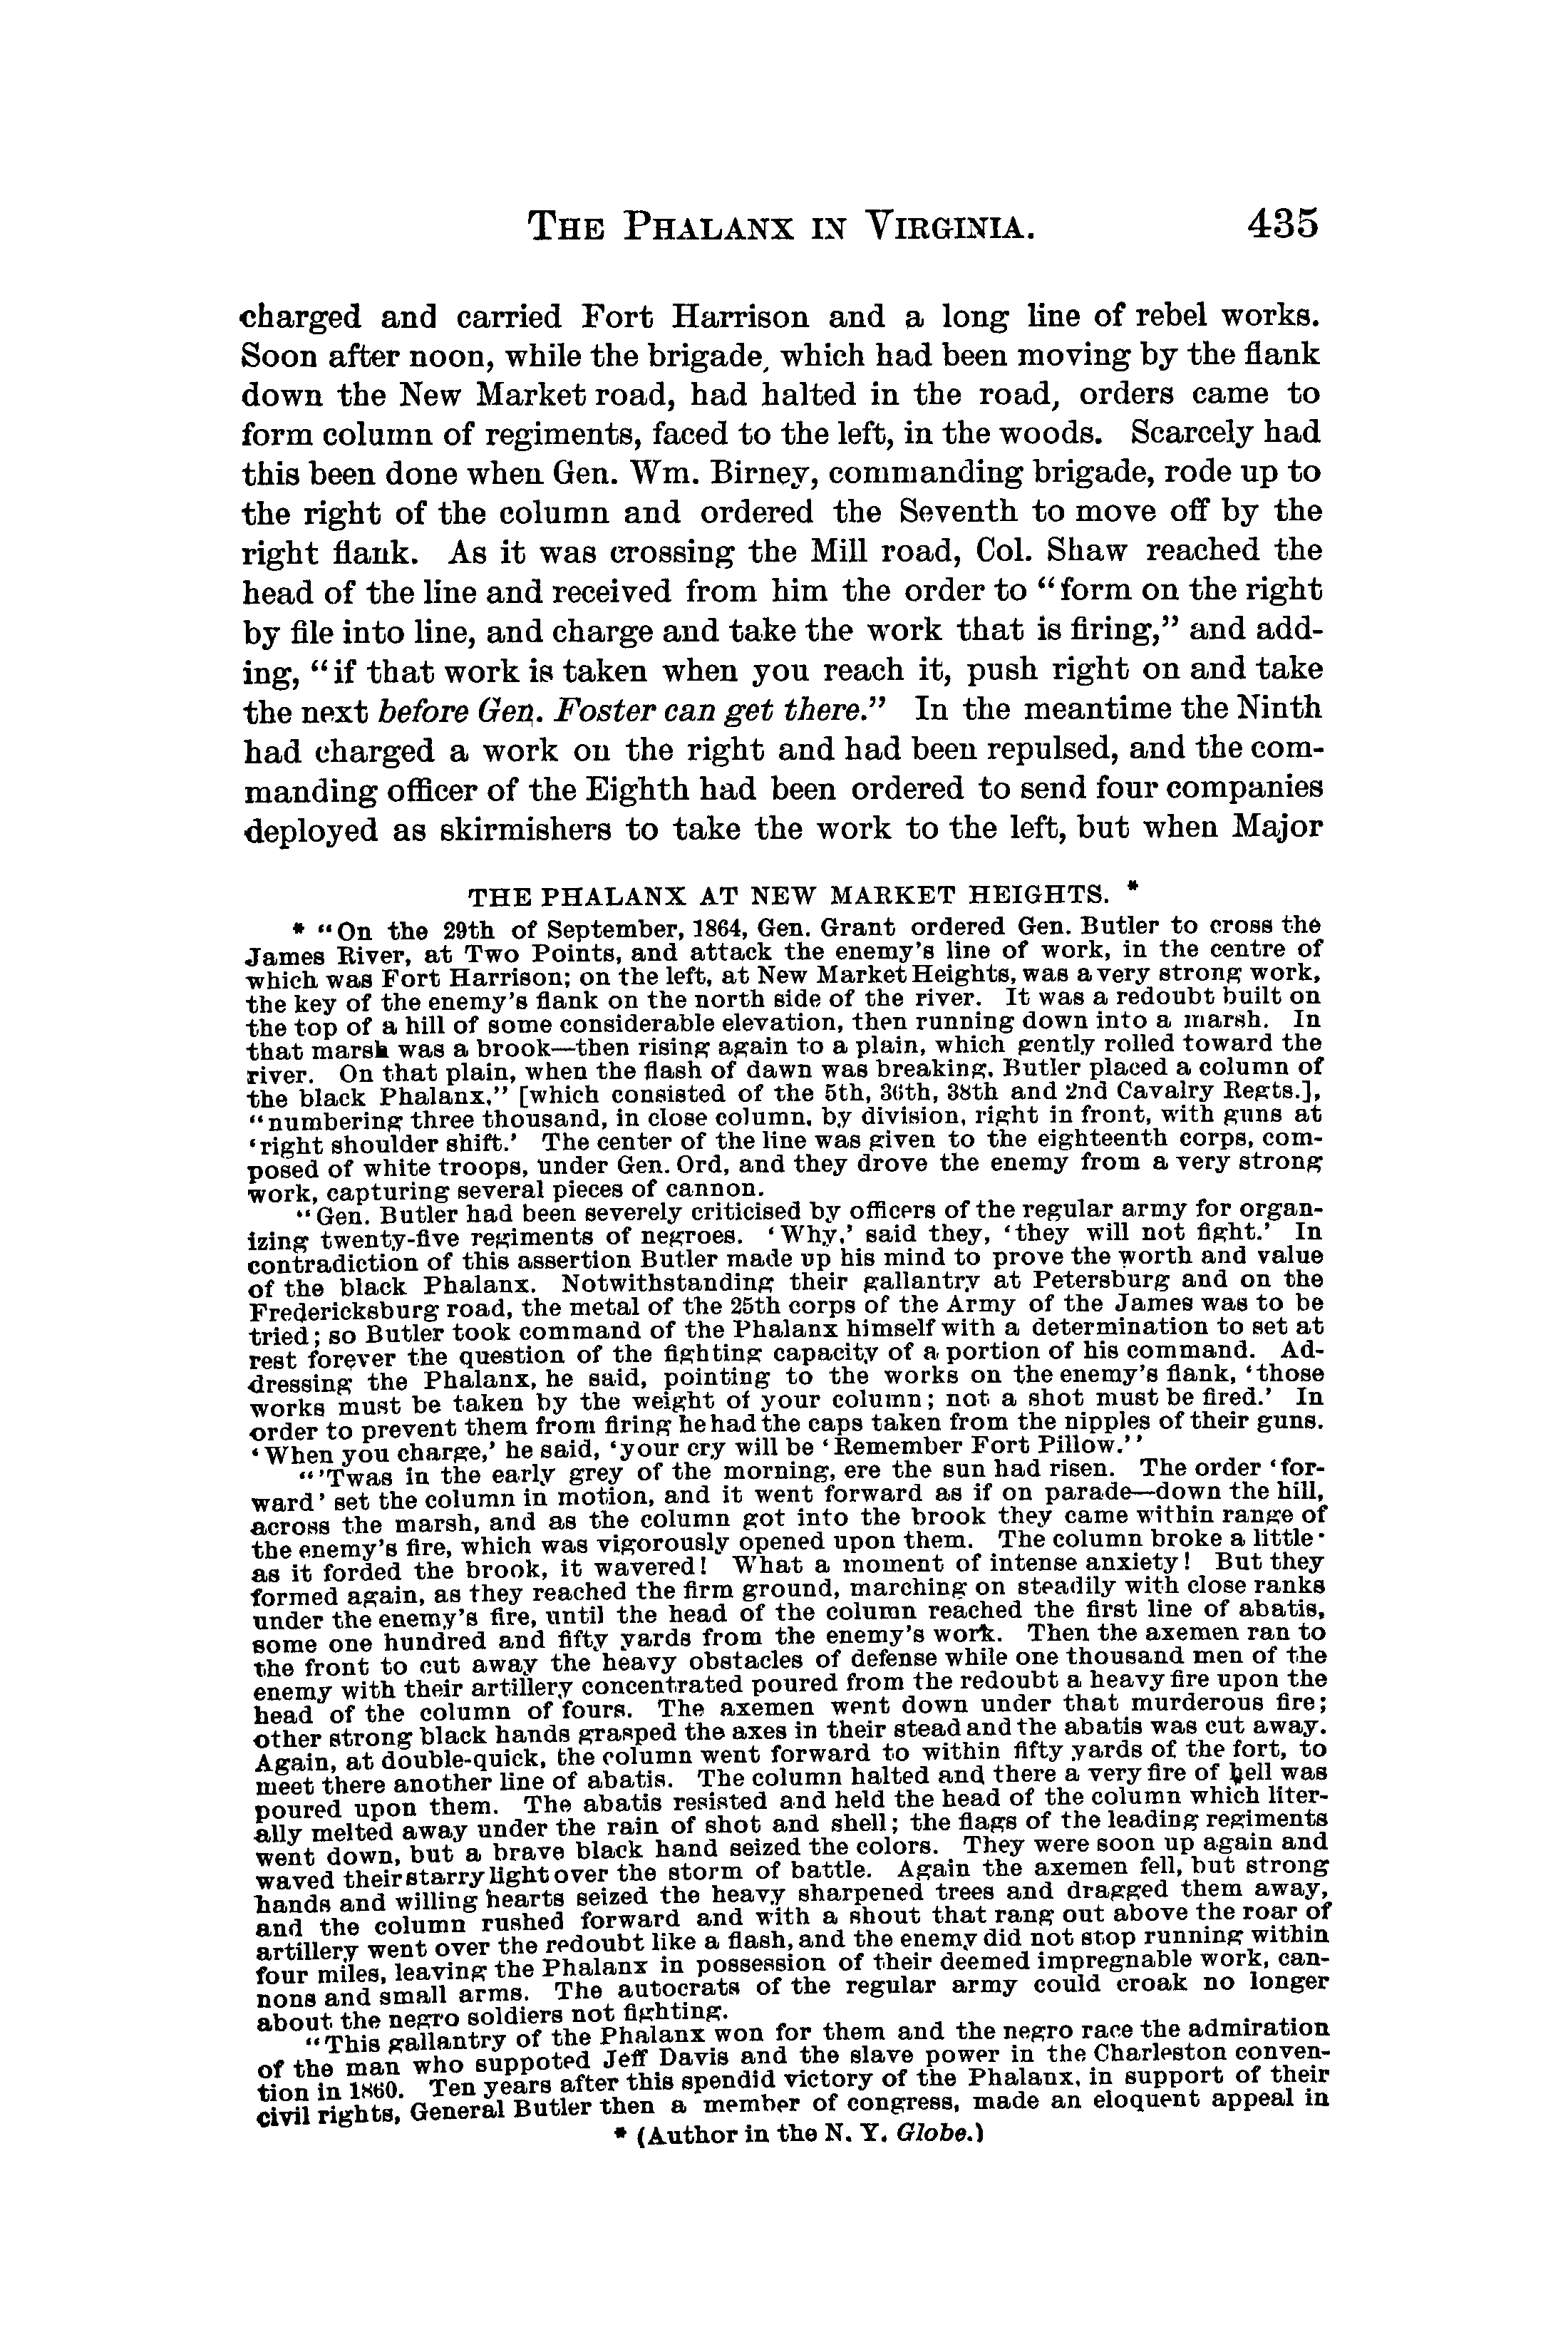 THE PHALANX IN VIRGINIA. 435
charged and carried Fort Harrison and a long line of rebel works.
Soon after noon, while the brigade, which had been moving by the flank
down the New Market road, had halted in the road, orders came to
form column of regiments, faced to the left, in the woods. Scarcely had
this been done when Gen. Wm. Birney, commanding brigade, rode up to
the right of the column and ordered the Seventh to move off by the
right flank. As it was crossing the Mill road, Col. Shaw reached the
head of the line and received from him the order to “form on the right
by file into line, and charge and take the work that is firing,” and add-
ing, “if that work is taken when you reach it, push right on and take
the next before Gen. Foster can get there.” In the meantime the Ninth
had charged a work on the right and had been repulsed, and the com-
manding officer of the Eighth had been ordered to send four companies
deployed as skirmishers to take the work to the left, but when Major
THE PHALANX AT NEW MARKET HEIGHTS. *
* “On the 29th of September, 1864, Gen. Grant ordered Gen. Butler to cross the
James River, at Two Points, and attack the enemy’s line of work, in the centre of
which was Fort Harrison; on the left, at New Market Heights, was a very strong work,
the key of the enemy’s flank on the north side of the river. It was a redoubt built on
the top of a hill of some considerable elevation, then running down into a marsh. In
that marsh was a brook—then rising again to a plain, which gently rolled toward the
river. On that plain, when the flash of dawn was breaking, Butler placed a column of
the black Phalanx,” [which consisted of the 5th, 36th, 38th and 2nd Cavalry Regts.],
“numbering three thousand, in close column, by division, right in front, with guns at
‘right shoulder shift.’ The center of the line was given to the eighteenth corps, com-
posed of white troops, under Gen. Ord, and they drove the enemy from a very strong
work, capturing several pieces of cannon.
“Gen. Butler had been severely criticised by officers of the regular army for organ-
izing twenty-five regiments of negroes. ‘Why,’ said they, ‘they will not fight.’ In
contradiction of this assertion Butler made up his mind to prove the worth and value
of the black Phalanx. Notwithstanding their gallantry at Petersburg and on the
Fredericksburg road, the metal of the 25th corps of the Army of the James was to be
tried; so Butler took command of the Phalanx himself with a determination to set at
rest forever the question of the fighting capacity of a portion of his command. Ad-
dressing the Phalanx, he said, pointing to the works on the enemy’s flank, ‘those
works must be taken by the weight of your column; not a shot must be fired.’ In
order to prevent them from firing he had the caps taken from the nipples of their guns.
‘When you charge,’ he said, ‘your cry will be ‘Remember Fort Pillow.’’
“’Twas in the early grey of the morning, ere the sun had risen. The order ‘for-
ward’ set the column in motion, and it went forward as if on parade—down the hill,
across the marsh, and as the column got into the brook they came within range of
the enemy’s fire, which was vigorously opened upon them. The column broke a little
as it forded the brook, it wavered! What a moment of intense anxiety! But they
formed again, as they reached the firm ground, marching on steadily with close ranks
under the enemy’s fire, until the head of the column reached the first line of abatis,
some one hundred and fifty yards from the enemy’s work. Then the axemen ran to
the front to cut away the heavy obstacles of defense while one thousand men of the
enemy with their artillery concentrated poured from the redoubt a heavy fire upon the
head of the column of fours. The axemen went down under that murderous fire;
other strong black hands grasped the axes in their stead and the abatis was cut away.
Again, at double-quick, the column went forward to within fifty yards of the fort, to
meet there another line of abatis. The column halted and there a very fire of hell was
poured upon them. The abatis resisted and held the head of the column which liter-
ally melted away under the rain of shot and shell; the flags of the leading regiments
went down, but a brave black hand seized the colors. They were soon up again and
waved their starry light over the storm of battle. Again the axemen fell, but strong
hands and willing hearts seized the heavy sharpened trees and dragged them away,
and the column rushed forward and with a shout that rang out above the roar of
artillery went over the redoubt like a flash, and the enemy did not stop running within
four miles, leaving the Phalanx in possession of their deemed impregnable work, can-
nons and small arms. The autocrats of the regular army could croak no longer
about the negro soldiers not fighting.
“This gallantry of the Phalanx won for them and the negro race the admiration
of the man who suppoted Jeff Davis and the slave power in the Charleston conven-
tion in 1860. Ten years after this spendid victory of the Phalanx, in support of their
civil rights, General Butler then a member of congress, made an eloquent appeal in
* (Author in the N. Y. Globe.)